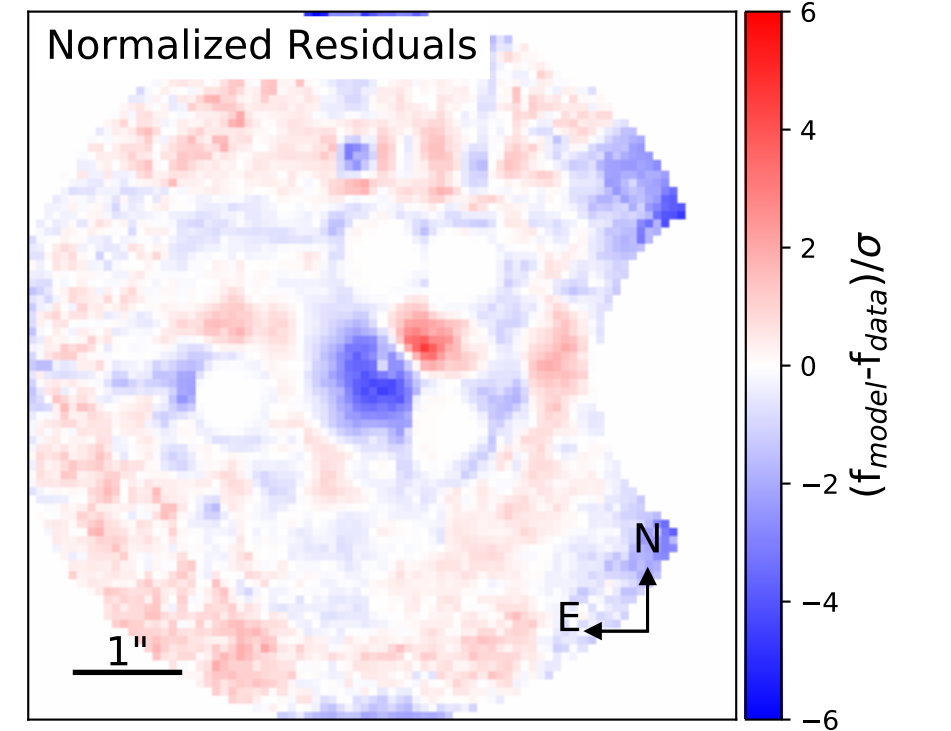 Normalized Residuals
6
4
2
0
−2
−4
−6
(f_model-f_data)/σ
N
E
1"